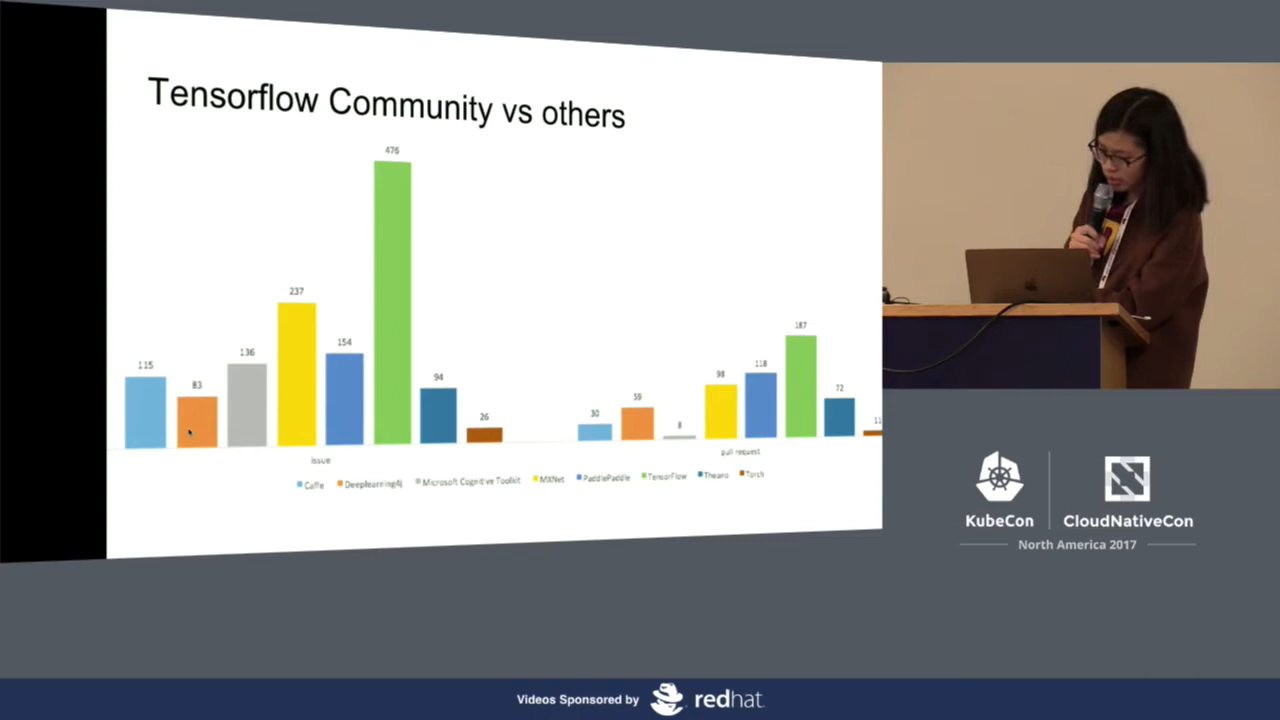 Tensorflow Community vs others
476
237
154
136
115
94
83
26
187
118
98
72
59
30
8
11
issue
pull request
Caffe Deeplearning4j Microsoft Cognitive Toolkit MXNet PaddlePaddle TensorFlow Theano Torch
KubeCon CloudNativeCon
North America 2017
Videos Sponsored by redhat